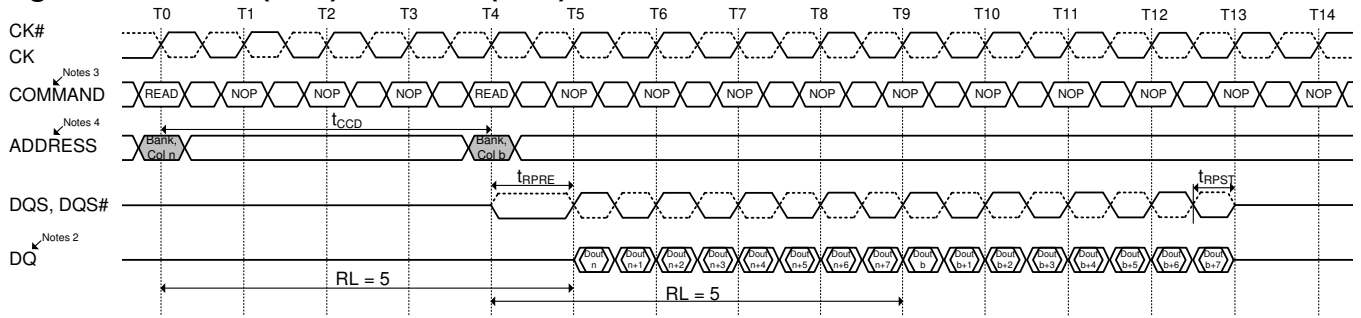 T0 T1 T2 T3 T4 T5 T6 T7 T8 T9 T10 T11 T12 T13 T14
CK#
CK
Notes 3
COMMAND READ NOP NOP NOP READ NOP NOP NOP NOP NOP NOP NOP NOP NOP NOP
tCCD
Notes 4
ADDRESS Bank, Col n Bank, Col b
tRPRE tRPST
DQS, DQS#
Notes 2
DQ Dout n Dout n+1 Dout n+2 Dout n+3 Dout n+4 Dout n+5 Dout n+6 Dout n+7 Dout b Dout b+1 Dout b+2 Dout b+3 Dout b+4 Dout b+5 Dout b+6 Dout b+7
RL = 5
RL = 5